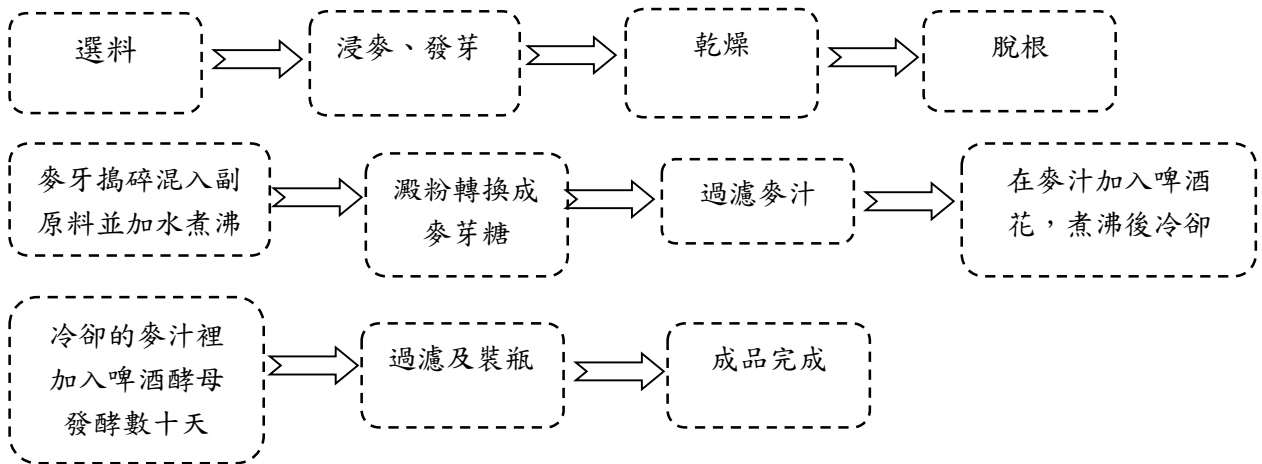 選料
浸麥、發芽
乾燥
脫根
麥牙搗碎混入副
原料並加水煮沸
澱粉轉換成
麥芽糖
過濾麥汁
在麥汁加入啤酒
花，煮沸後冷卻
冷卻的麥汁裡
加入啤酒酵母
發酵數十天
過濾及裝瓶
成品完成